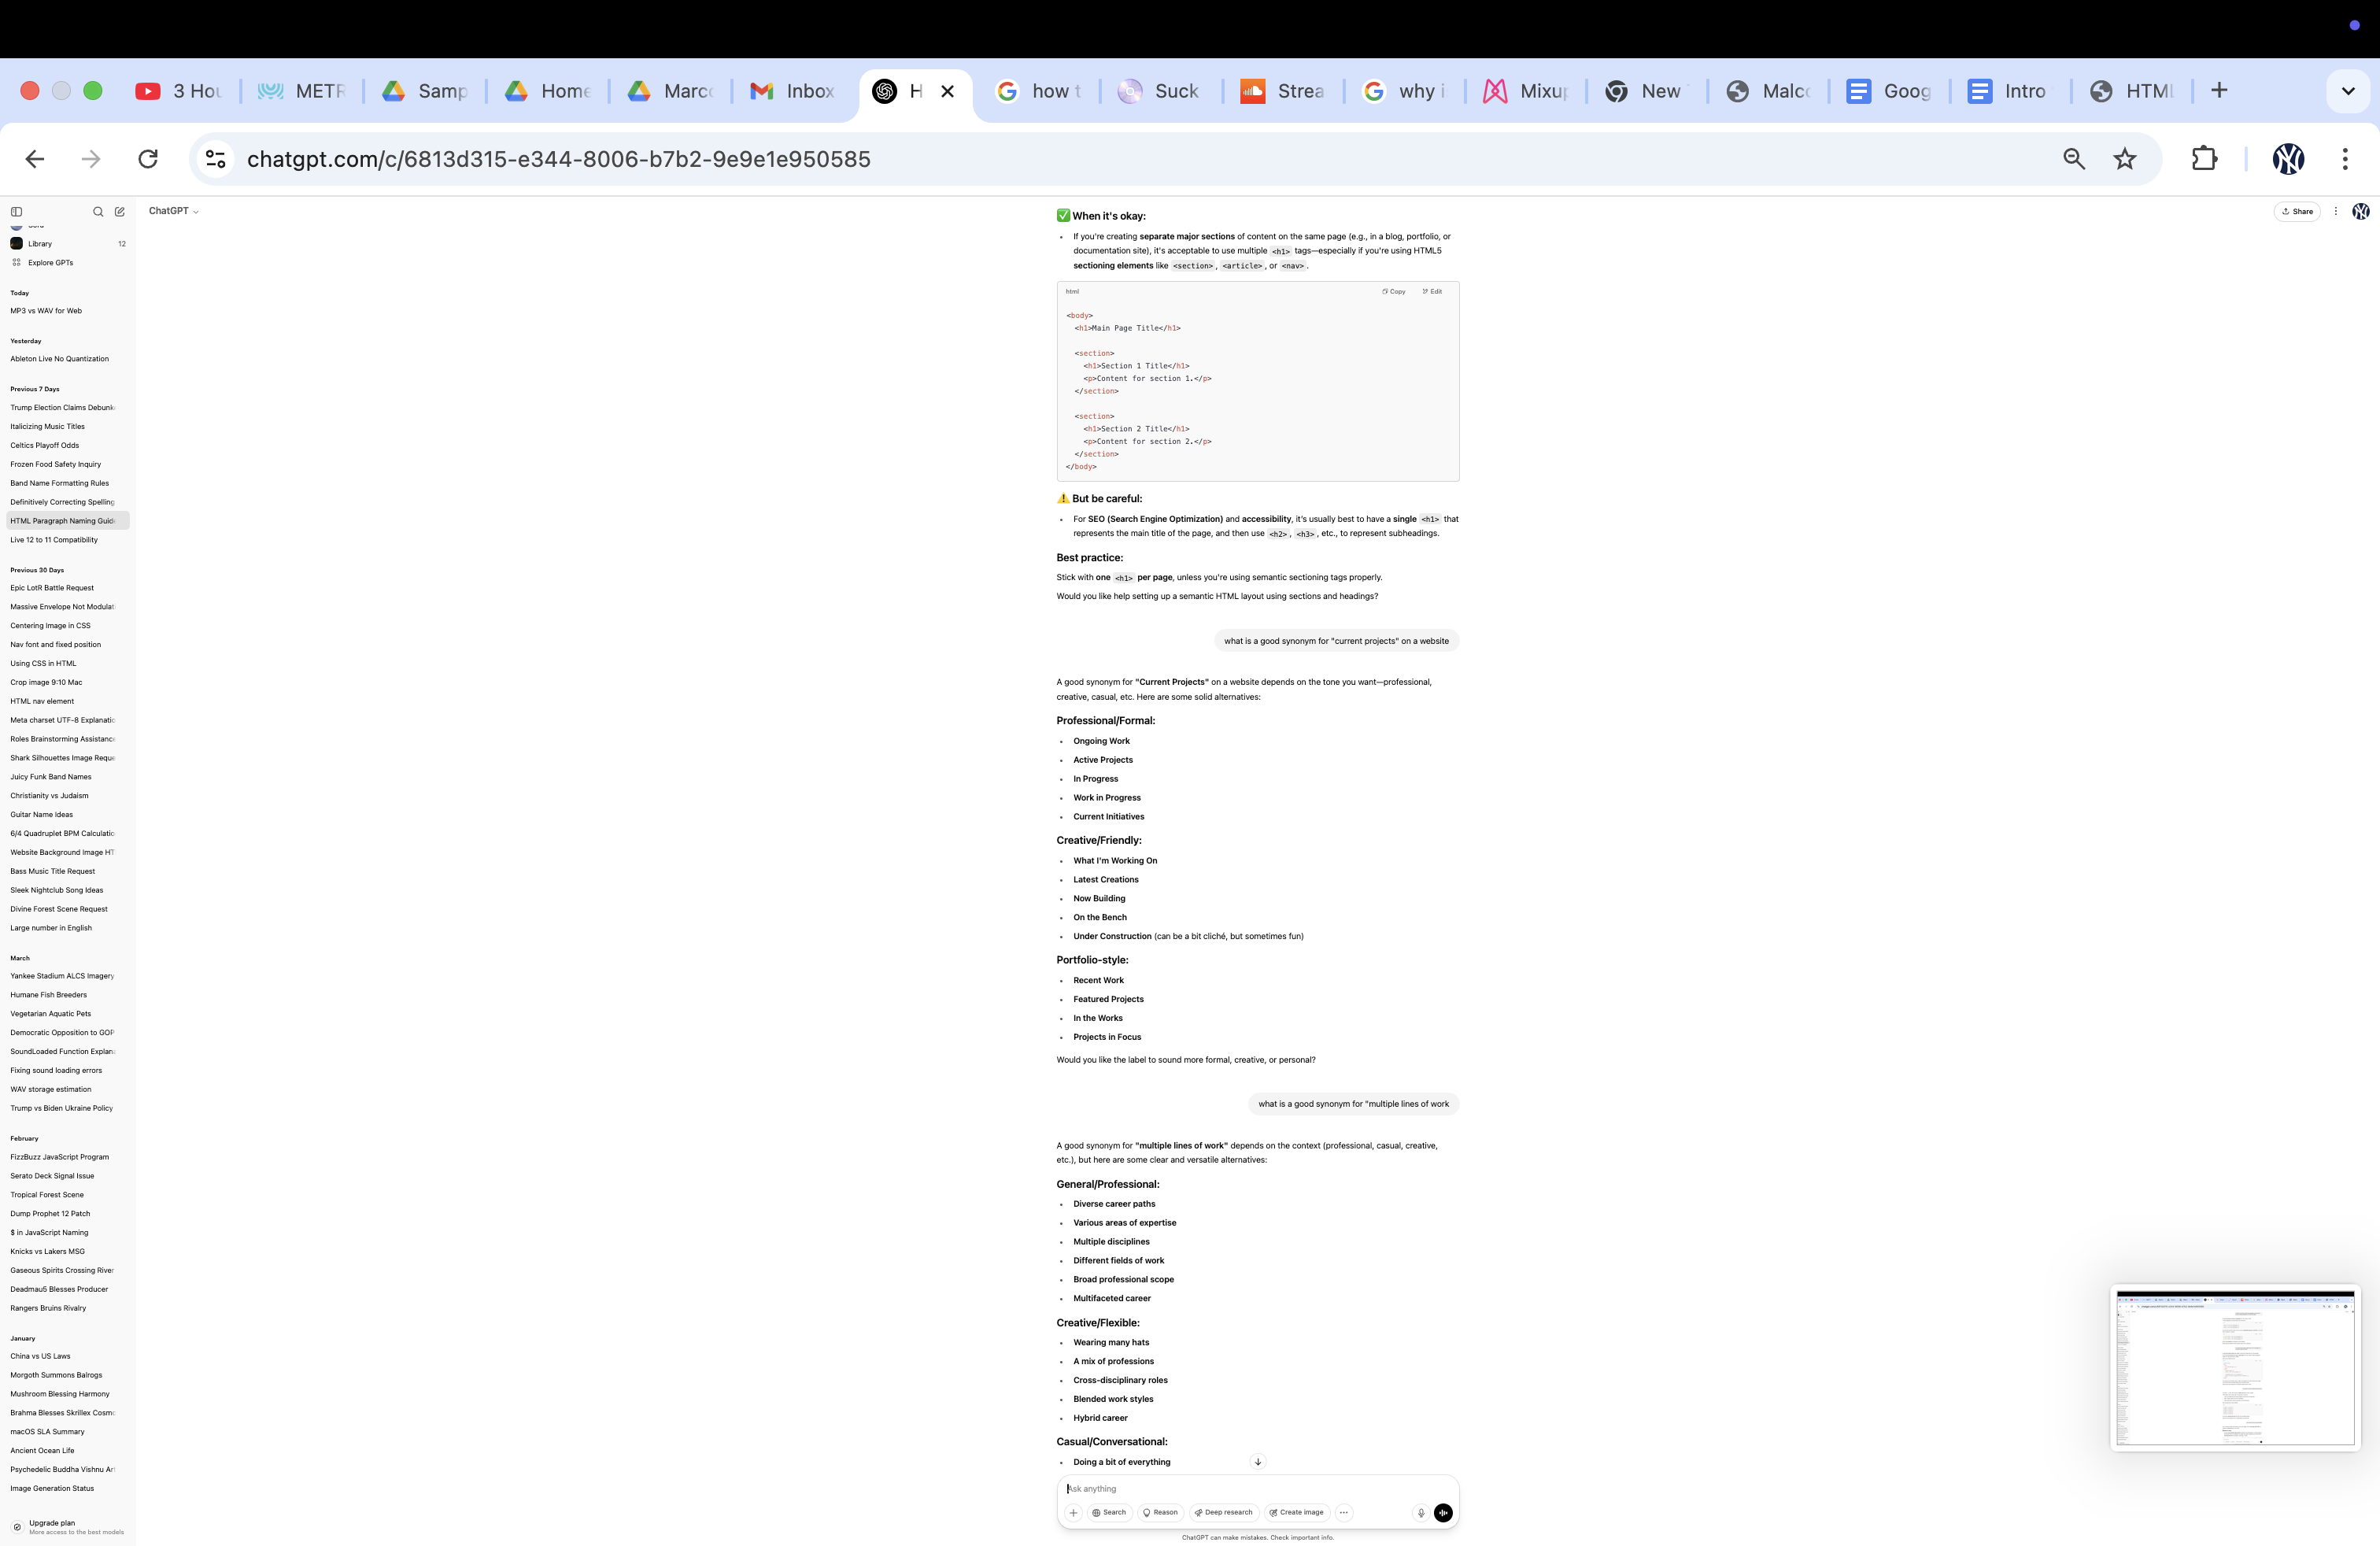 3 Hou
METR
Samp
Home
Marco
Inbox
H
how t
Suck
Strea
why i
Mixup
New
Malco
Goog
Intro
HTML
chatgpt.com/c/6813d315-e344-8006-b7b2-9e9e1e950585
ChatGPT
Share
Library 12
Explore GPTs
Today
MP3 vs WAV for Web
Yesterday
Ableton Live No Quantization
Previous 7 Days
Trump Election Claims Debunk
Italicizing Music Titles
Celtics Playoff Odds
Frozen Food Safety Inquiry
Band Name Formatting Rules
Definitively Correcting Spelling
HTML Paragraph Naming Guide
Live 12 to 11 Compatibility
Previous 30 Days
Epic LotR Battle Request
Massive Envelope Not Modulat
Centering Image in CSS
Nav font and fixed position
Using CSS in HTML
Crop image 9:10 Mac
HTML nav element
Meta charset UTF-8 Explanatio
Roles Brainstorming Assistance
Shark Silhouettes Image Reque
Juicy Funk Band Names
Christianity vs Judaism
Guitar Name Ideas
6/4 Quadruplet BPM Calculatio
Website Background Image HT
Bass Music Title Request
Sleek Nightclub Song Ideas
Divine Forest Scene Request
Large number in English
March
Yankee Stadium ALCS Imagery
Humane Fish Breeders
Vegetarian Aquatic Pets
Democratic Opposition to GOP
SoundLoaded Function Explana
Fixing sound loading errors
WAV storage estimation
Trump vs Biden Ukraine Policy
February
FizzBuzz JavaScript Program
Serato Deck Signal Issue
Tropical Forest Scene
Dump Prophet 12 Patch
$ in JavaScript Naming
Knicks vs Lakers MSG
Gaseous Spirits Crossing River
Deadmau5 Blesses Producer
Rangers Bruins Rivalry
January
China vs US Laws
Morgoth Summons Balrogs
Mushroom Blessing Harmony
Brahma Blesses Skrillex Cosmo
macOS SLA Summary
Ancient Ocean Life
Psychedelic Buddha Vishnu Art
Image Generation Status
Upgrade plan
More access to the best models
✅ When it's okay:
• If you're creating separate major sections of content on the same page (e.g., in a blog, portfolio, or
documentation site), it's acceptable to use multiple <h1> tags—especially if you're using HTML5
sectioning elements like <section>, <article>, or <nav>.
html Copy Edit
<body>
<h1>Main Page Title</h1>
<section>
<h1>Section 1 Title</h1>
<p>Content for section 1.</p>
</section>
<section>
<h1>Section 2 Title</h1>
<p>Content for section 2.</p>
</section>
</body>
⚠️ But be careful:
• For SEO (Search Engine Optimization) and accessibility, it's usually best to have a single <h1> that
represents the main title of the page, and then use <h2>, <h3>, etc., to represent subheadings.
Best practice:
Stick with one <h1> per page, unless you're using semantic sectioning tags properly.
Would you like help setting up a semantic HTML layout using sections and headings?
what is a good synonym for "current projects" on a website
A good synonym for "Current Projects" on a website depends on the tone you want—professional,
creative, casual, etc. Here are some solid alternatives:
Professional/Formal:
• Ongoing Work
• Active Projects
• In Progress
• Work in Progress
• Current Initiatives
Creative/Friendly:
• What I'm Working On
• Latest Creations
• Now Building
• On the Bench
• Under Construction (can be a bit cliché, but sometimes fun)
Portfolio-style:
• Recent Work
• Featured Projects
• In the Works
• Projects in Focus
Would you like the label to sound more formal, creative, or personal?
what is a good synonym for "multiple lines of work
A good synonym for "multiple lines of work" depends on the context (professional, casual, creative,
etc.), but here are some clear and versatile alternatives:
General/Professional:
• Diverse career paths
• Various areas of expertise
• Multiple disciplines
• Different fields of work
• Broad professional scope
• Multifaceted career
Creative/Flexible:
• Wearing many hats
• A mix of professions
• Cross-disciplinary roles
• Blended work styles
• Hybrid career
Casual/Conversational:
• Doing a bit of everything
Ask anything
Search Reason Deep research Create image
ChatGPT can make mistakes. Check important info.